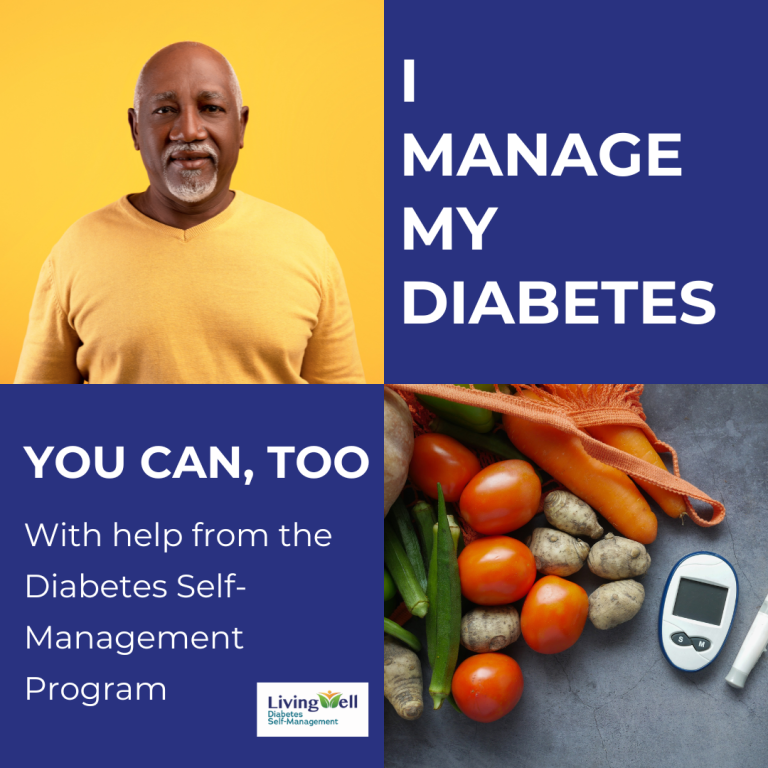 I
MANAGE
MY
DIABETES
YOU CAN, TOO
With help from the
Diabetes Self-
Management
Program
LivingWell
Diabetes
Self-Management
S M